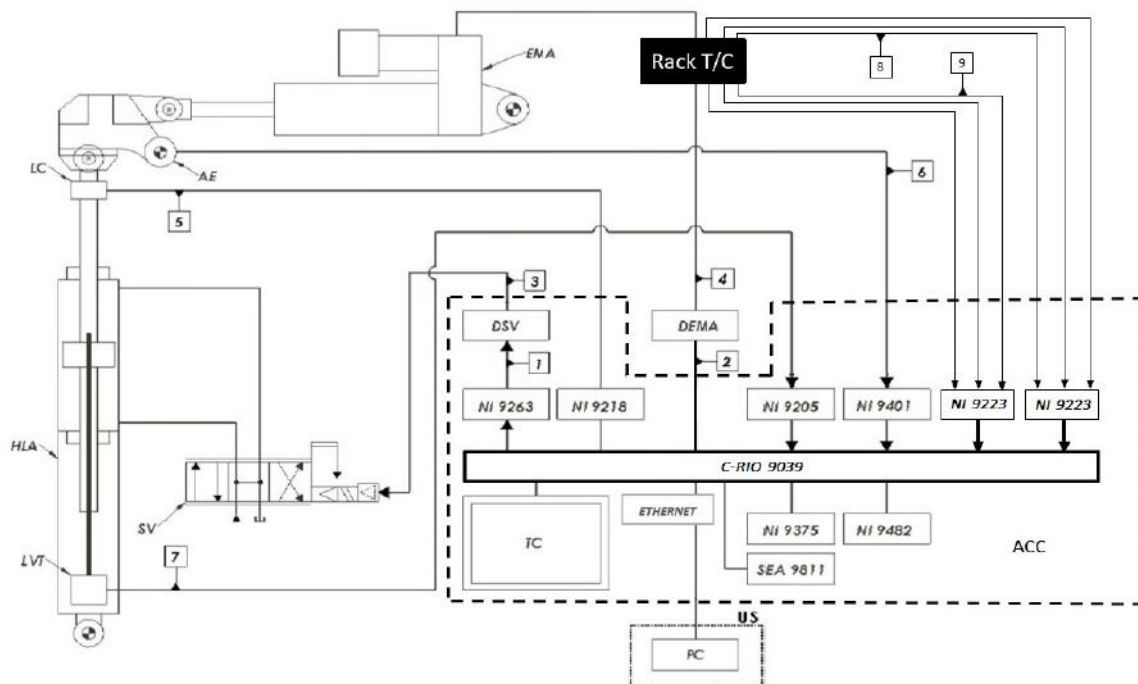 EMA
Rack T/C
8
9
AE
LC
6
5
3
4
DSV
DEMA
1
2
NI 9263
NI 9218
NI 9205
NI 9401
NI 9223
NI 9223
HLA
C-RIO 9039
SV
ETHERNET
NI 9375
NI 9482
TC
ACC
LVT
7
SEA 9811
US
PC